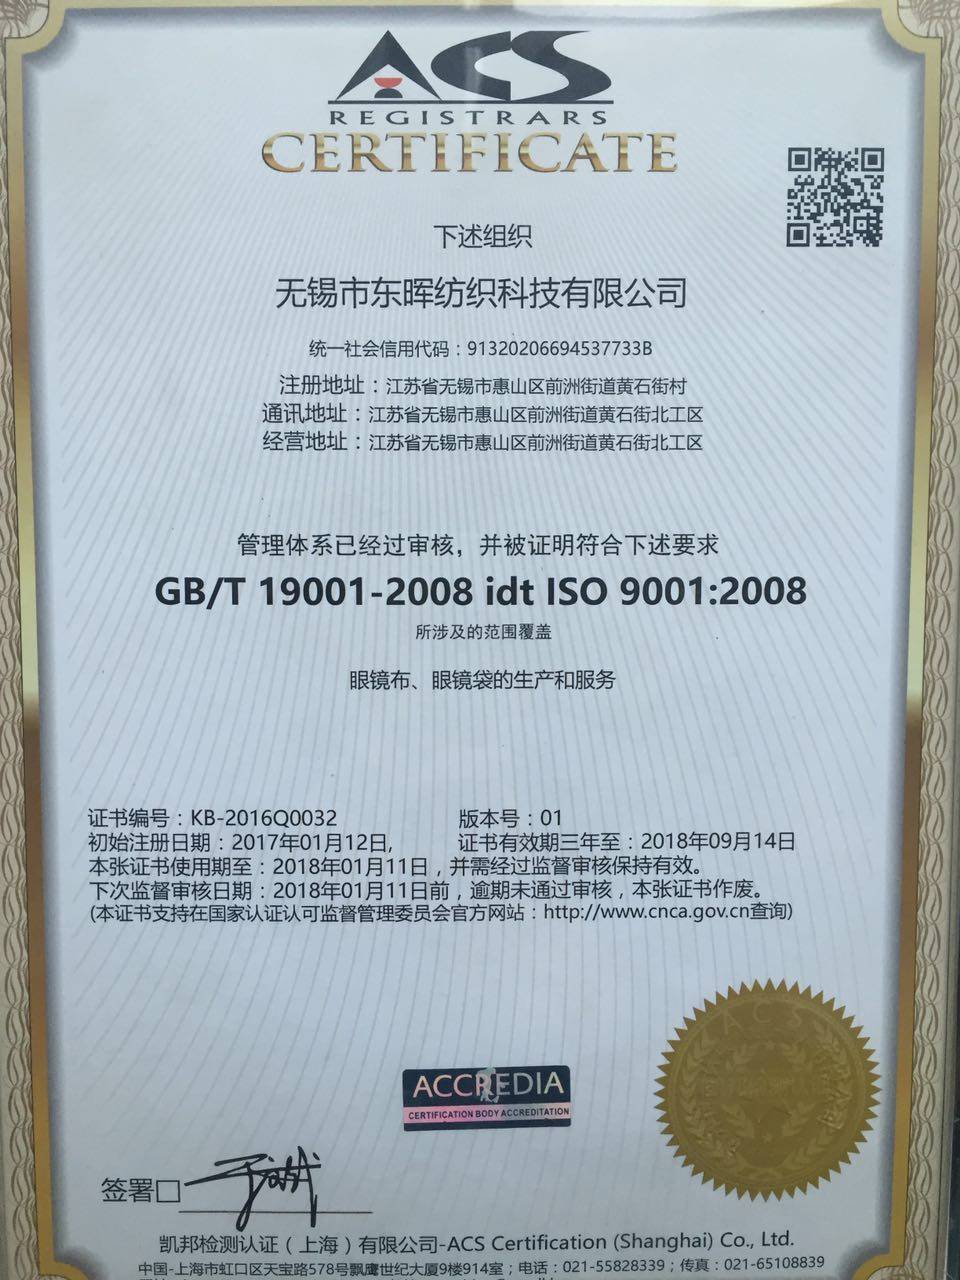 ACS
REGISTRARS
CERTIFICATE
下述组织
无锡市东晖纺织科技有限公司
统一社会信用代码：91320206694537733B
注册地址：江苏省无锡市惠山区前洲街道黄石街村
通讯地址：江苏省无锡市惠山区前洲街道黄石街北工区
经营地址：江苏省无锡市惠山区前洲街道黄石街北工区
管理体系已经过审核，并被证明符合下述要求
GB/T 19001-2008 idt ISO 9001:2008
所涉及的范围覆盖
眼镜布、眼镜袋的生产和服务
证书编号：KB-2016Q0032 版本号：01
初始注册日期：2017年01月12日, 证书有效期三年至：2018年09月14日
本张证书使用期至：2018年01月11日，并需经过监督审核保持有效。
下次监督审核日期：2018年01月11日前，逾期未通过审核，本张证书作废。
(本证书支持在国家认证认可监督管理委员会官方网站：http://www.cnca.gov.cn查询)
ACCREDIA
CERTIFICATION BODY ACCREDITATION
ACS
签署□
凯邦检测认证（上海）有限公司-ACS Certification (Shanghai) Co., Ltd.
中国-上海市虹口区天宝路578号飘鹰世纪大厦9楼914室；电话：021-55828339；传真：021-65108839